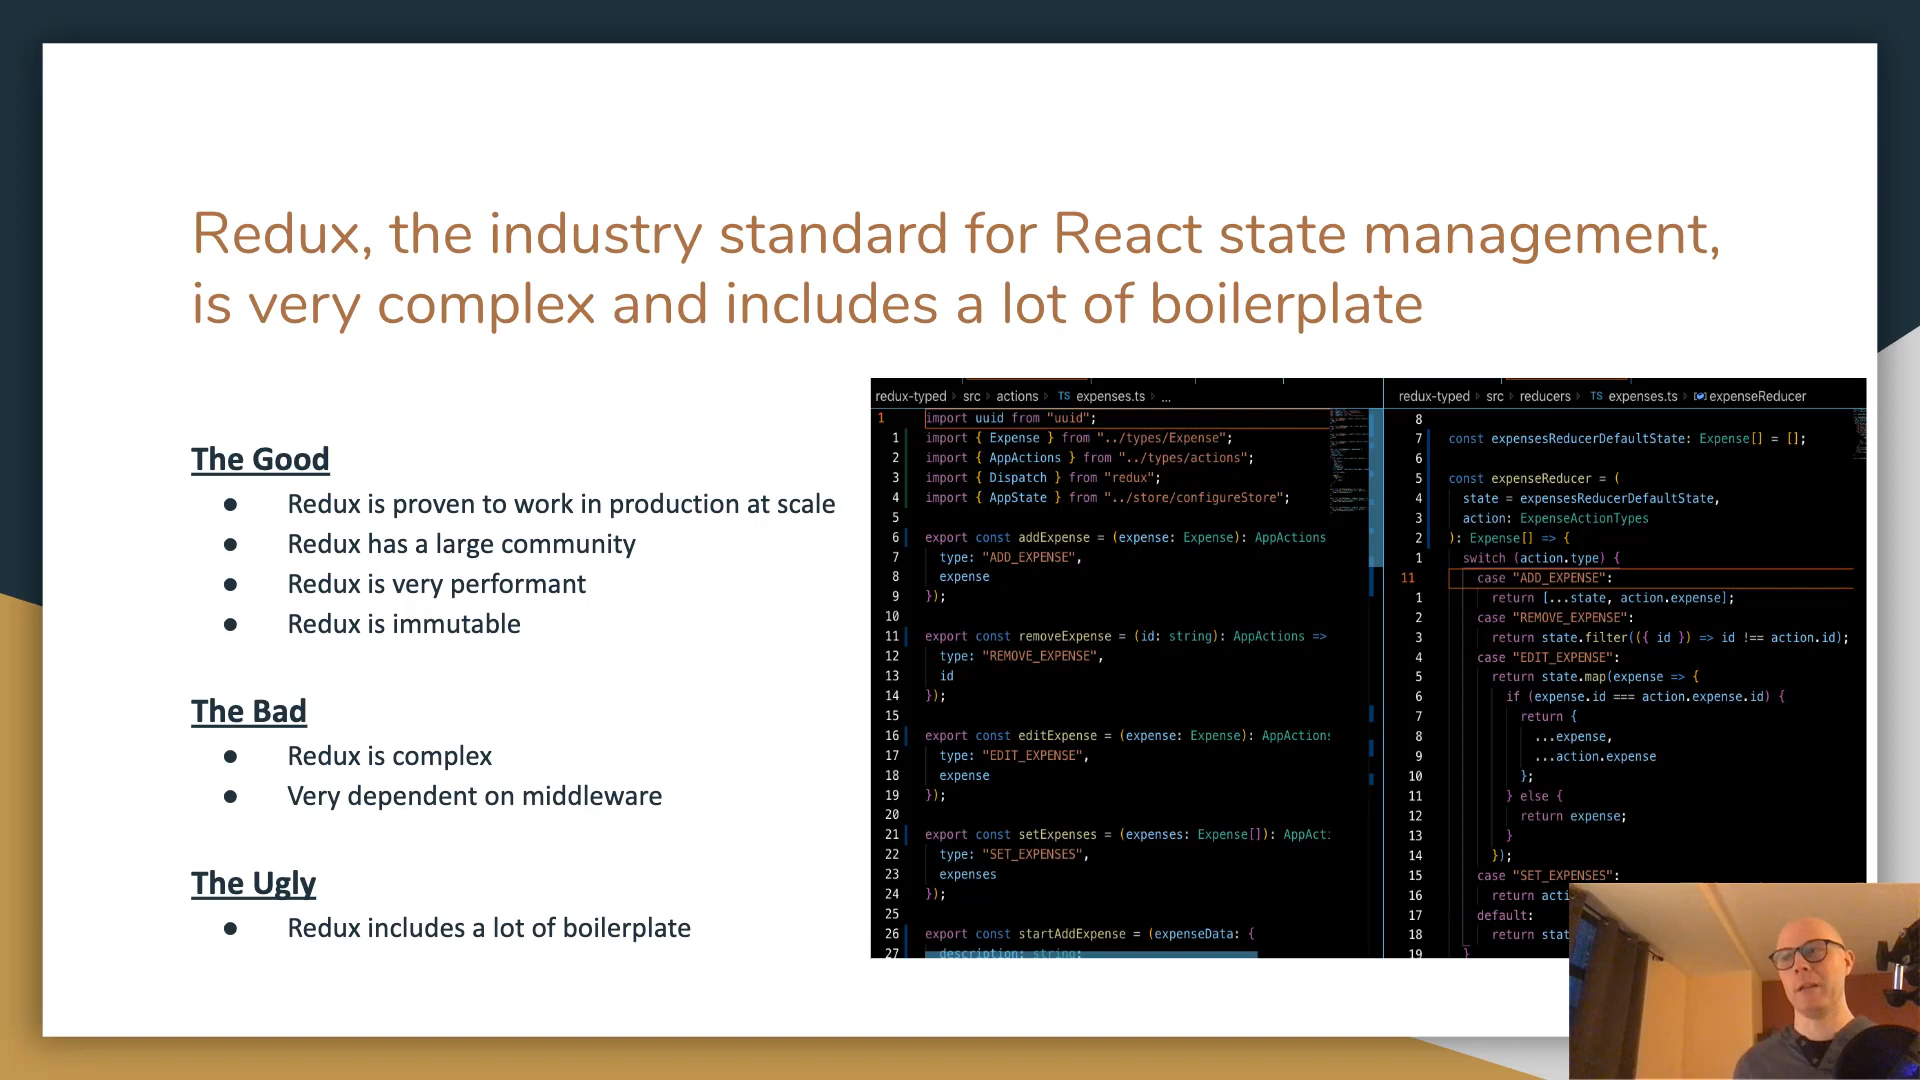 Redux, the industry standard for React state management,
is very complex and includes a lot of boilerplate
The Good
● Redux is proven to work in production at scale
● Redux has a large community
● Redux is very performant
● Redux is immutable
The Bad
● Redux is complex
● Very dependent on middleware
The Ugly
● Redux includes a lot of boilerplate
redux-typed › src › actions › TS expenses.ts › ...
1 import uuid from "uuid";
1 import { Expense } from "../types/Expense";
2 import { AppActions } from "../types/actions";
3 import { Dispatch } from "redux";
4 import { AppState } from "../store/configureStore";
5
6 export const addExpense = (expense: Expense): AppActions
7 type: "ADD_EXPENSE",
8 expense
9 });
10
11 export const removeExpense = (id: string): AppActions =>
12 type: "REMOVE_EXPENSE",
13 id
14 });
15
16 export const editExpense = (expense: Expense): AppActions
17 type: "EDIT_EXPENSE",
18 expense
19 });
20
21 export const setExpenses = (expenses: Expense[]): AppAct
22 type: "SET_EXPENSES",
23 expenses
24 });
25
26 export const startAddExpense = (expenseData: {
27 description: string;
redux-typed › src › reducers › TS expenses.ts › expenseReducer
8
7 const expensesReducerDefaultState: Expense[] = [];
6
5 const expenseReducer = (
4 state = expensesReducerDefaultState,
3 action: ExpenseActionTypes
2 ): Expense[] => {
1 switch (action.type) {
11 case "ADD_EXPENSE":
1 return [...state, action.expense];
2 case "REMOVE_EXPENSE":
3 return state.filter(({ id }) => id !== action.id);
4 case "EDIT_EXPENSE":
5 return state.map(expense => {
6 if (expense.id === action.expense.id) {
7 return {
8 ...expense,
9 ...action.expense
10 };
11 } else {
12 return expense;
13 }
14 });
15 case "SET_EXPENSES":
16 return acti
17 default:
18 return stat
19 }